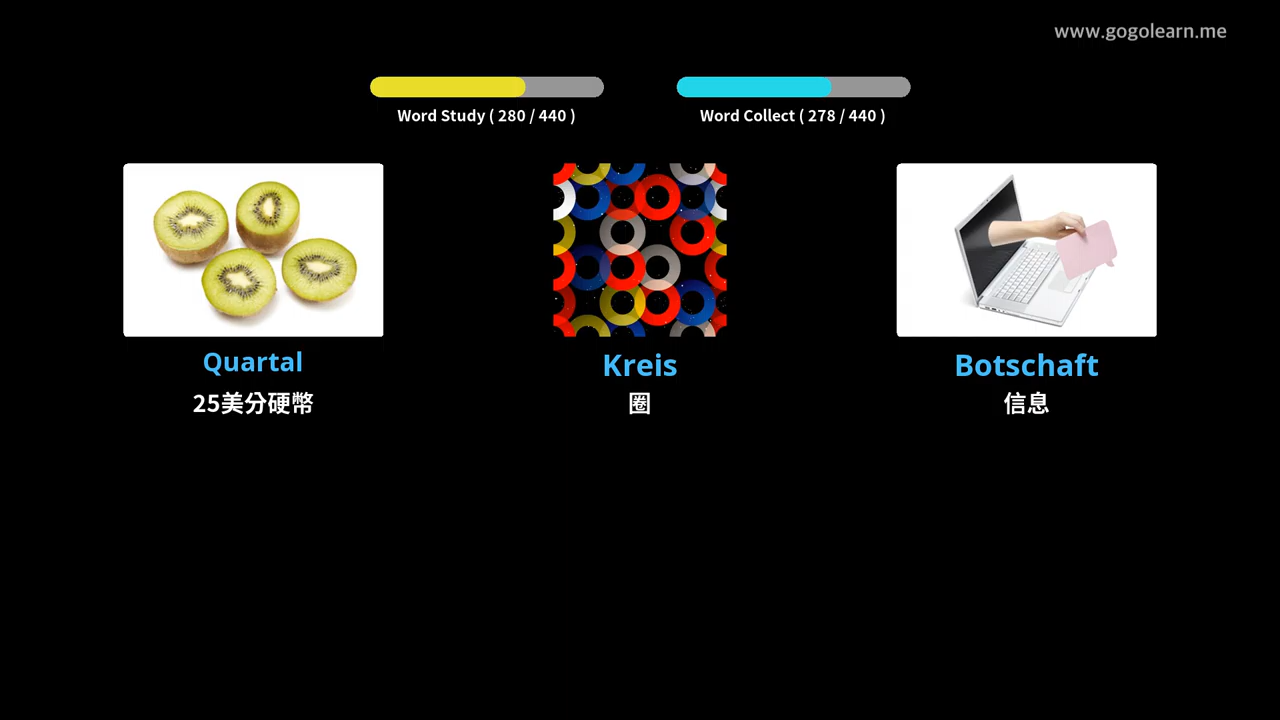 www.gogolearn.me
Word Study ( 280 / 440 )
Word Collect ( 278 / 440 )
Quartal
25美分硬幣
Kreis
圈
Botschaft
信息